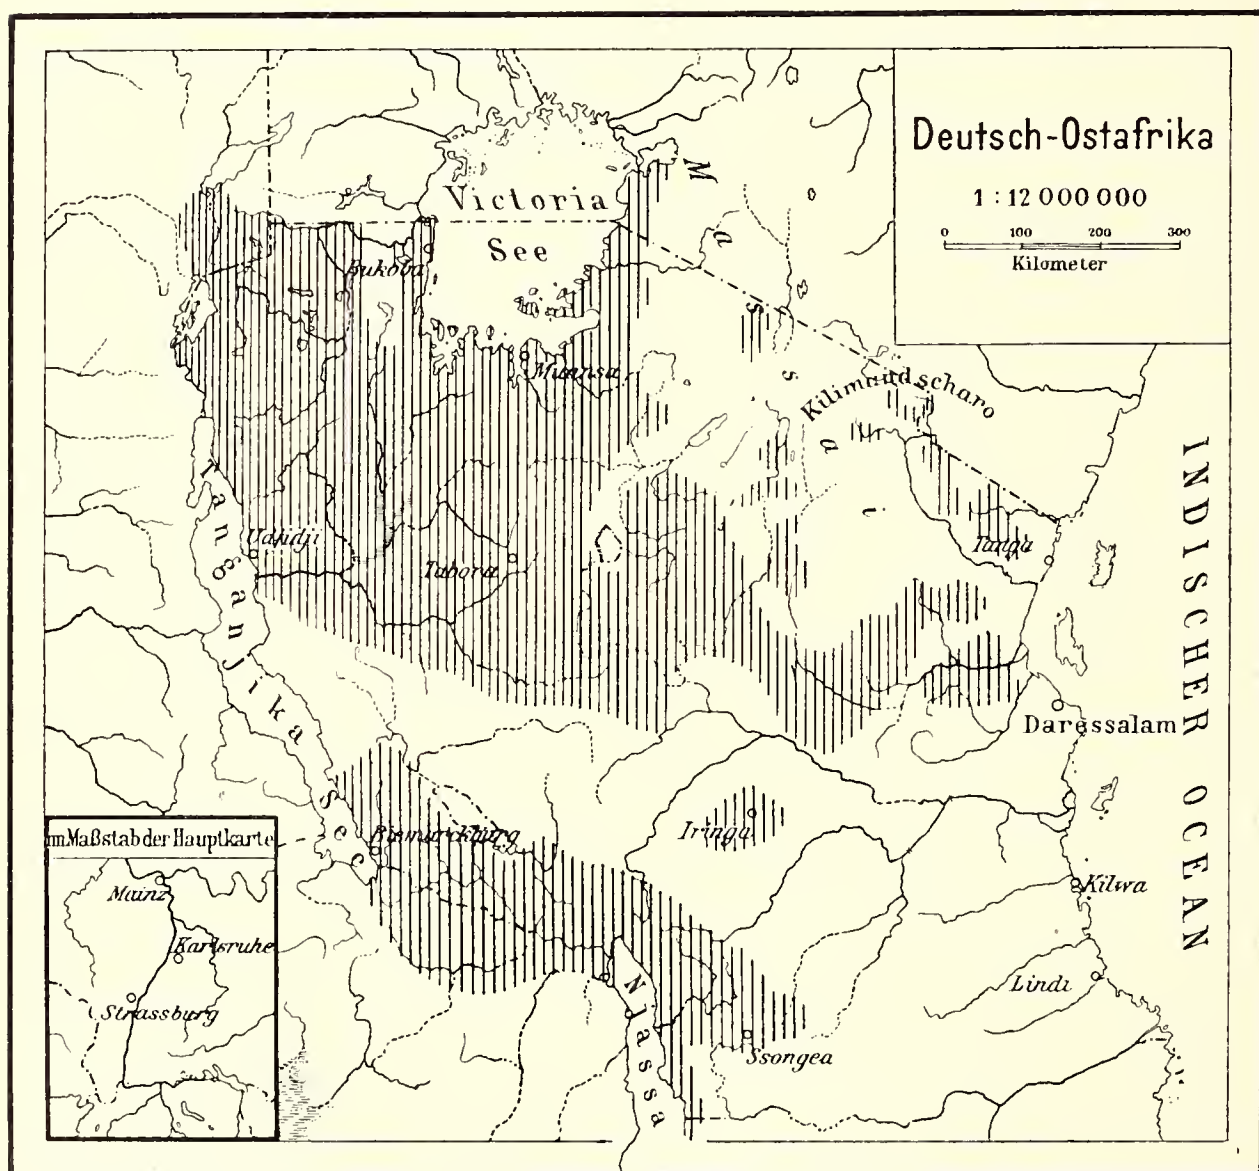 Deutsch-Ostafrika
1 : 12 000 000
0 100 200 300
Kilometer
Victoria
See
Massai
Bukoba
Muansa
Kilimandscharo
INDISCHER OCEAN
Tanganjika See
Udjidji
Tabora
Tanga
Daressalam
Bismarckburg
Iringa
Kilwa
Lindi
Njassa
Ssongea
im Maßstab der Hauptkarte
Mainz
Karlsruhe
Strassburg